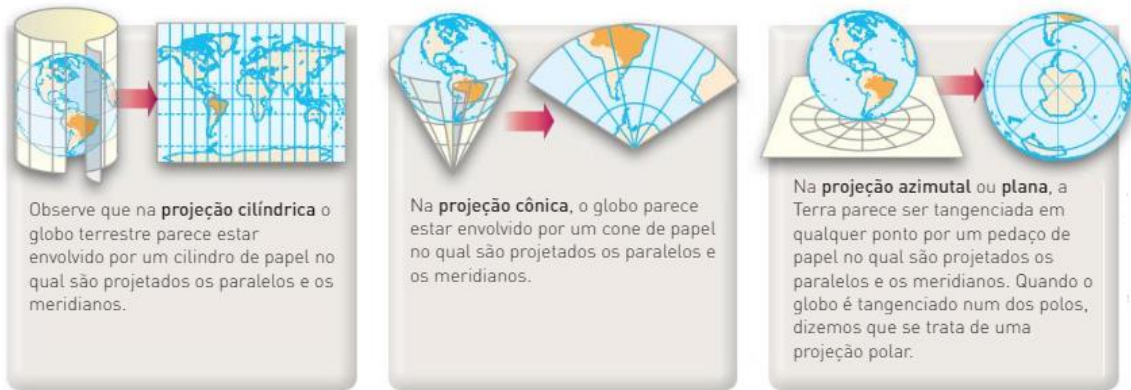 Observe que na projeção cilíndrica o
globo terrestre parece estar
envolvido por um cilindro de papel no
qual são projetados os paralelos e os
meridianos.
Na projeção cônica, o globo parece
estar envolvido por um cone de papel
no qual são projetados os paralelos e
os meridianos.
Na projeção azimutal ou plana, a
Terra parece ser tangenciada em
qualquer ponto por um pedaço de
papel no qual são projetados os
paralelos e os meridianos. Quando o
globo é tangenciado num dos polos,
dizemos que se trata de uma
projeção polar.